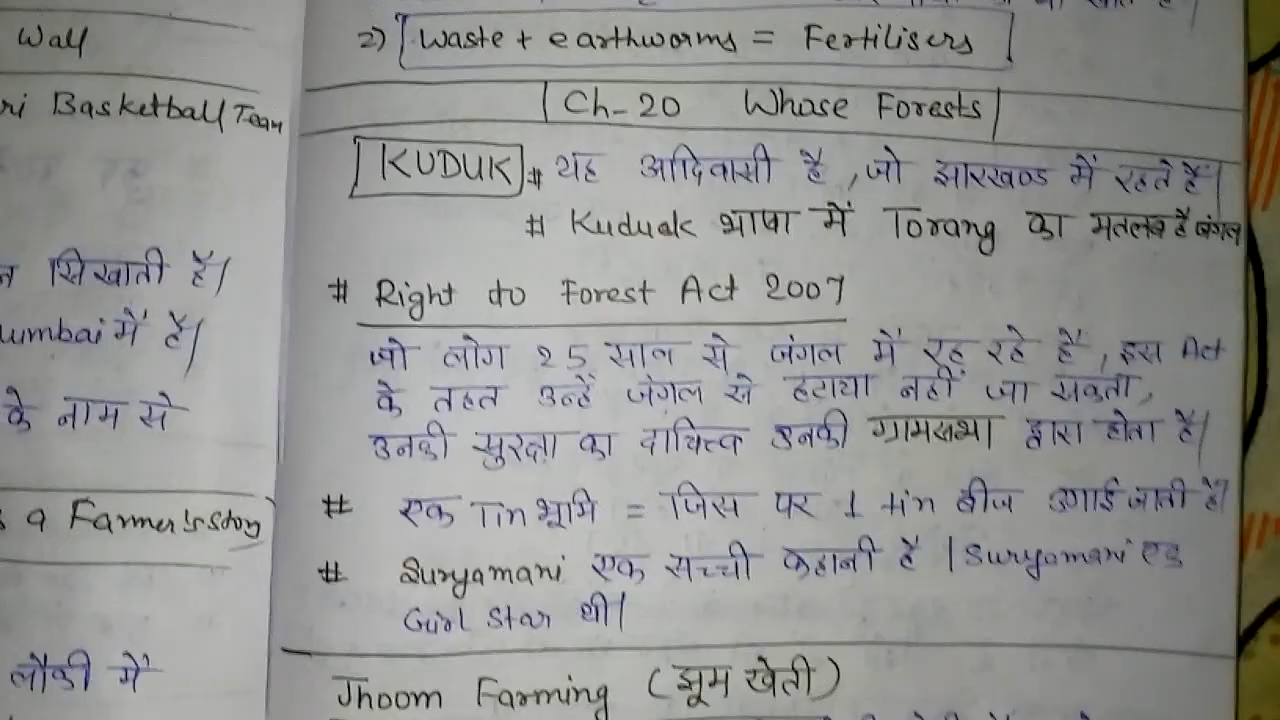 Wall
ri Basketball Team
सिखाती हैं।
umbai में है।
के नाम से
a Farmer's Story
लौकी में
2) Waste + earthworms = Fertilisers
Ch-20 Whose Forests
KUDUK # यह आदिवासी है, जो झारखण्ड में रहते हैं।
# Kuduk भाषा में Torang का मतलब है जंगल
# Right to Forest Act 2007
जो लोग 25 साल से जंगल में रह रहे है, इस Act
के तहत उन्हें जंगल से हटाया नहीं जा सकता,
उनकी सुरक्षा का दायित्व उनकी ग्रामसभा द्वारा होता है।
# एक Tin भूमि = जिस पर 1 tin बीज उगाई जाती है।
# Suryamani एक सच्ची कहानी है। Suryamani एक
Girl Star थी।
Jhoom Farming (झूम खेती)